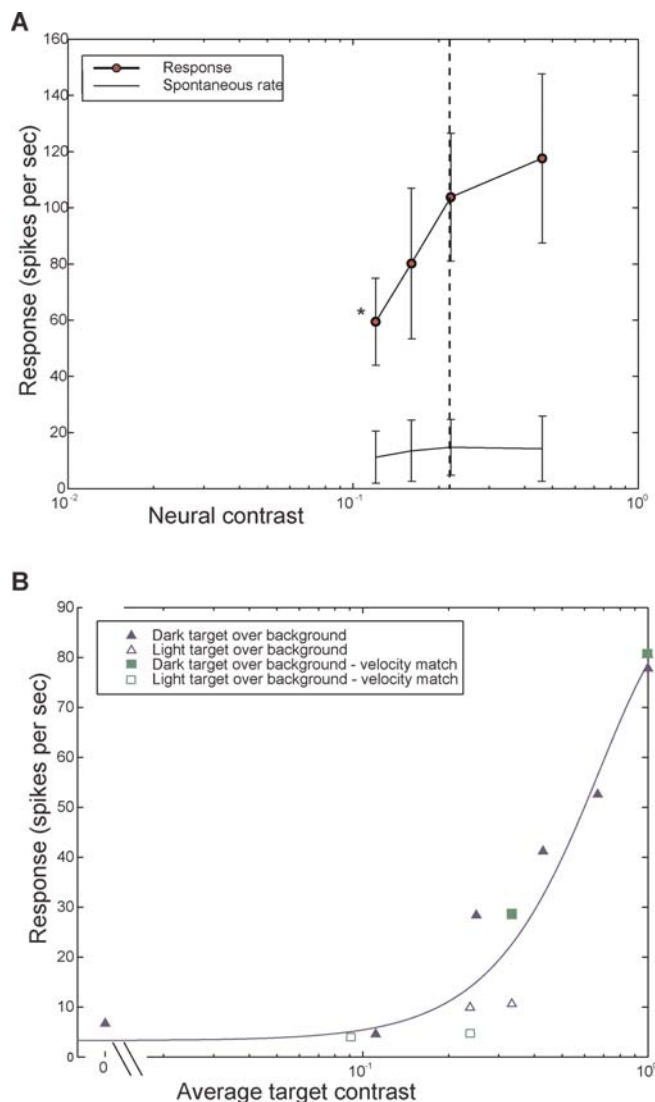 A
160
140
120
100
80
60
40
20
0
Response (spikes per sec)
Response
Spontaneous rate
*
10-2
10-1
100
Neural contrast
B
90
80
70
60
50
40
30
20
10
0
Response (spikes per sec)
Dark target over background
Light target over background
Dark target over background - velocity match
Light target over background - velocity match
0
10-1
100
Average target contrast